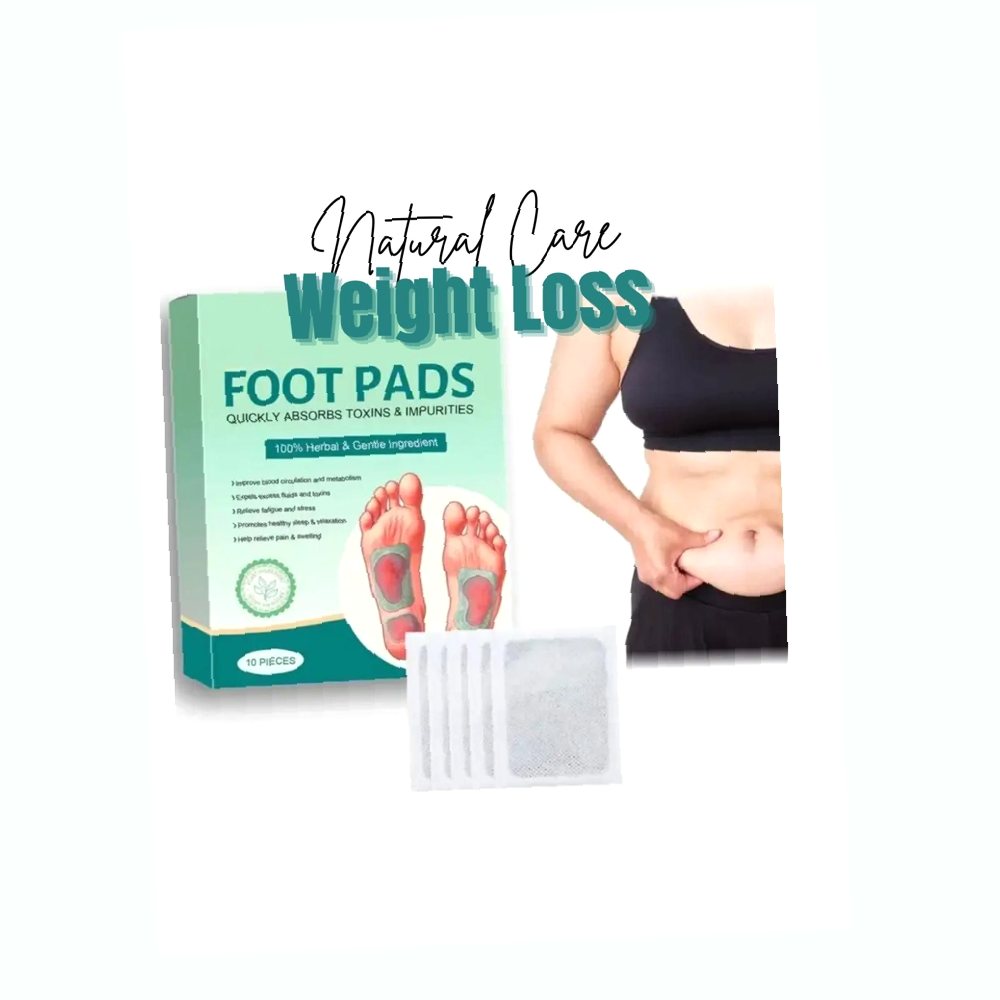 Natural Care
Weight Loss
FOOT PADS
QUICKLY ABSORBS TOXINS & IMPURITIES
100% Herbal & Gentle Ingredient
Improve blood circulation and metabolism
Expels excess fluids and toxins
Relieve fatigue and stress
Promotes healthy sleep & relaxation
Help relieve pain & swelling
10 PIECES